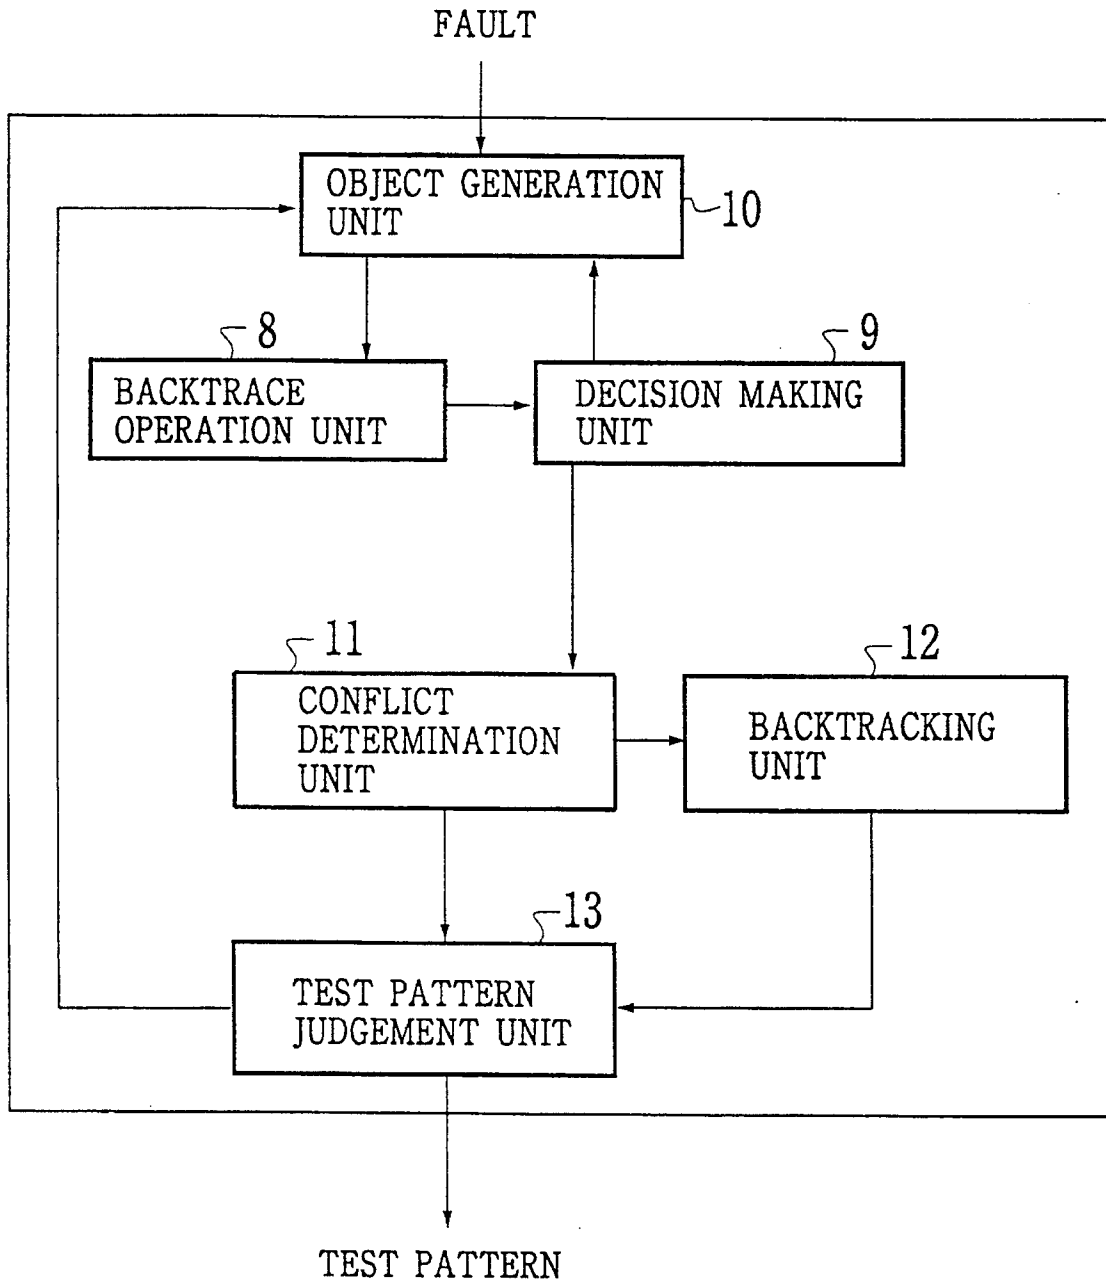 FAULT
OBJECT GENERATION
UNIT
10
8
BACKTRACE
OPERATION UNIT
9
DECISION MAKING
UNIT
11
CONFLICT
DETERMINATION
UNIT
12
BACKTRACKING
UNIT
13
TEST PATTERN
JUDGEMENT UNIT
TEST PATTERN